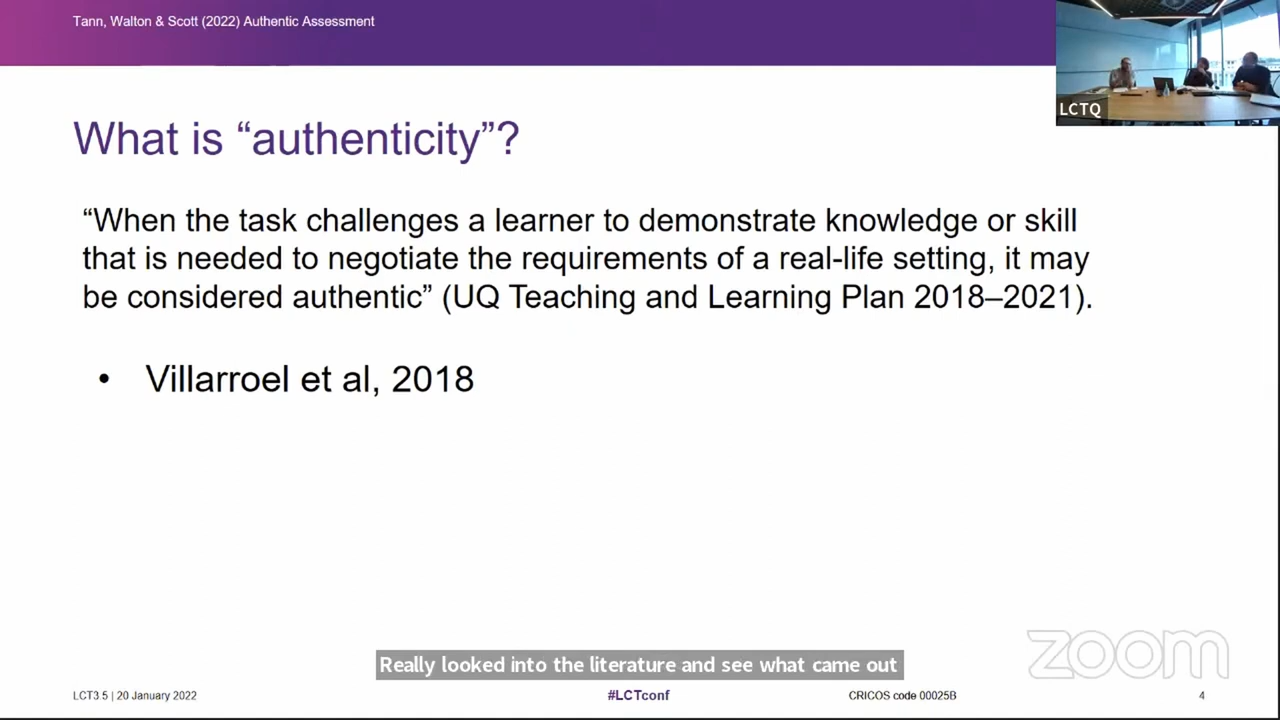 Tann, Walton & Scott (2022) Authentic Assessment
LCTQ
What is “authenticity”?
“When the task challenges a learner to demonstrate knowledge or skill
that is needed to negotiate the requirements of a real-life setting, it may
be considered authentic” (UQ Teaching and Learning Plan 2018–2021).
• Villarroel et al, 2018
zoom
Really looked into the literature and see what came out
LCT3.5 | 20 January 2022
#LCTconf
CRICOS code 00025B
4